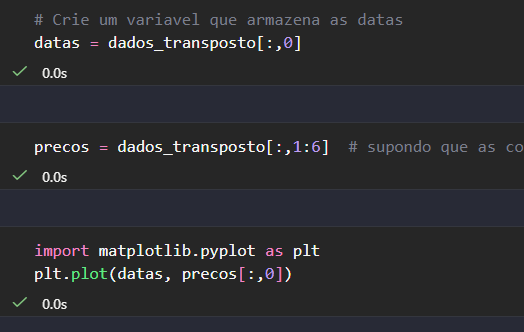 # Crie um variavel que armazena as datas
datas = dados_transposto[:,0]
0.0s
precos = dados_transposto[:,1:6]  # supondo que as co
0.0s
import matplotlib.pyplot as plt
plt.plot(datas, precos[:,0])
0.0s